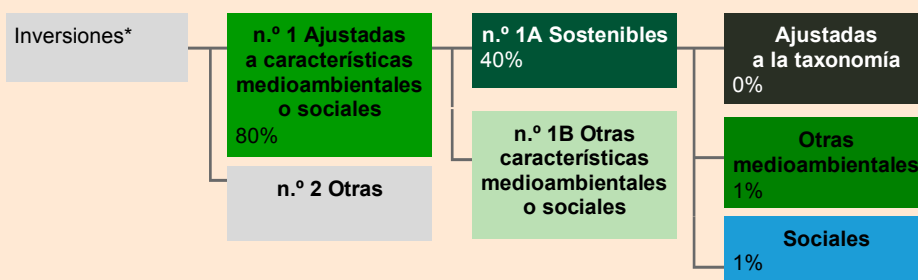 Inversiones*
n.º 1 Ajustadas
a características
medioambientales
o sociales
80%
n.º 2 Otras
n.º 1A Sostenibles
40%
n.º 1B Otras
características
medioambientales
o sociales
Ajustadas
a la taxonomía
0%
Otras
medioambientales
1%
Sociales
1%